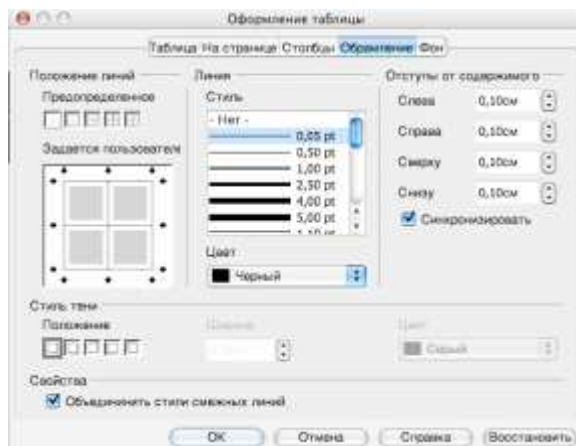 Оформление таблицы
Таблица На странице Столбцы Обрамление Фон
Положение линий
Предопределенное
Задается пользователем
Линия
Стиль
- Нет -
0,05 pt
0,50 pt
1,00 pt
2,50 pt
4,00 pt
5,00 pt
1,10 pt
Цвет
Черный
Отступы от содержимого
Слева 0,10см
Справа 0,10см
Сверху 0,10см
Снизу 0,10см
Синхронизировать
Стиль тени
Положение
Ширина
Цвет
Серый
Свойства
Объединить стили смежных линий
OK Отмена Справка Восстановить